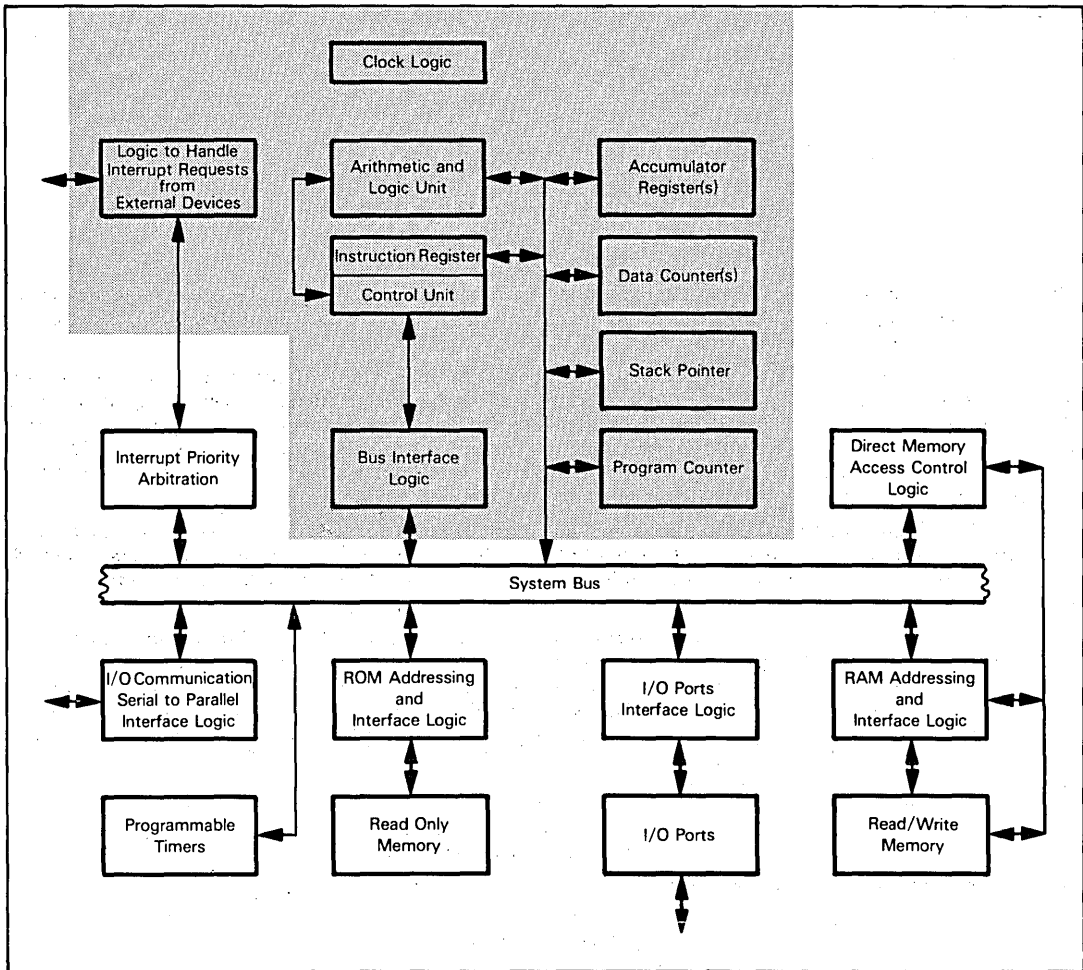 Clock Logic
Logic to Handle
Interrupt Requests
from
External Devices
Arithmetic and
Logic Unit
Accumulator
Register(s)
Instruction Register
Control Unit
Data Counter(s)
Stack Pointer
Interrupt Priority
Arbitration
Bus Interface
Logic
Program Counter
Direct Memory
Access Control
Logic
System Bus
I/O Communication
Serial to Parallel
Interface Logic
ROM Addressing
and
Interface Logic
I/O Ports
Interface Logic
RAM Addressing
and
Interface Logic
Programmable
Timers
Read Only
Memory
I/O Ports
Read/Write
Memory